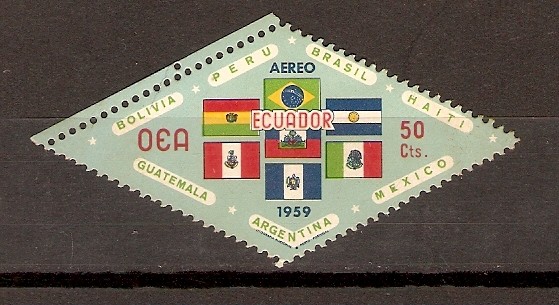 AEREO
PERU
BRASIL
BOLIVIA
HAITI
ECUADOR
OEA
50
Cts.
GUATEMALA
MEXICO
1959
ARGENTINA